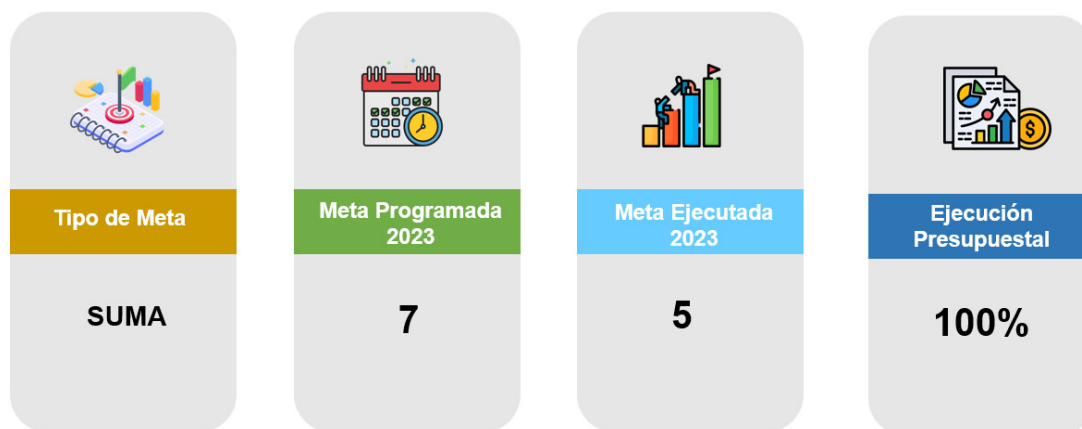 Tipo de Meta
SUMA
Meta Programada
2023
7
Meta Ejecutada
2023
5
Ejecución
Presupuestal
100%
$